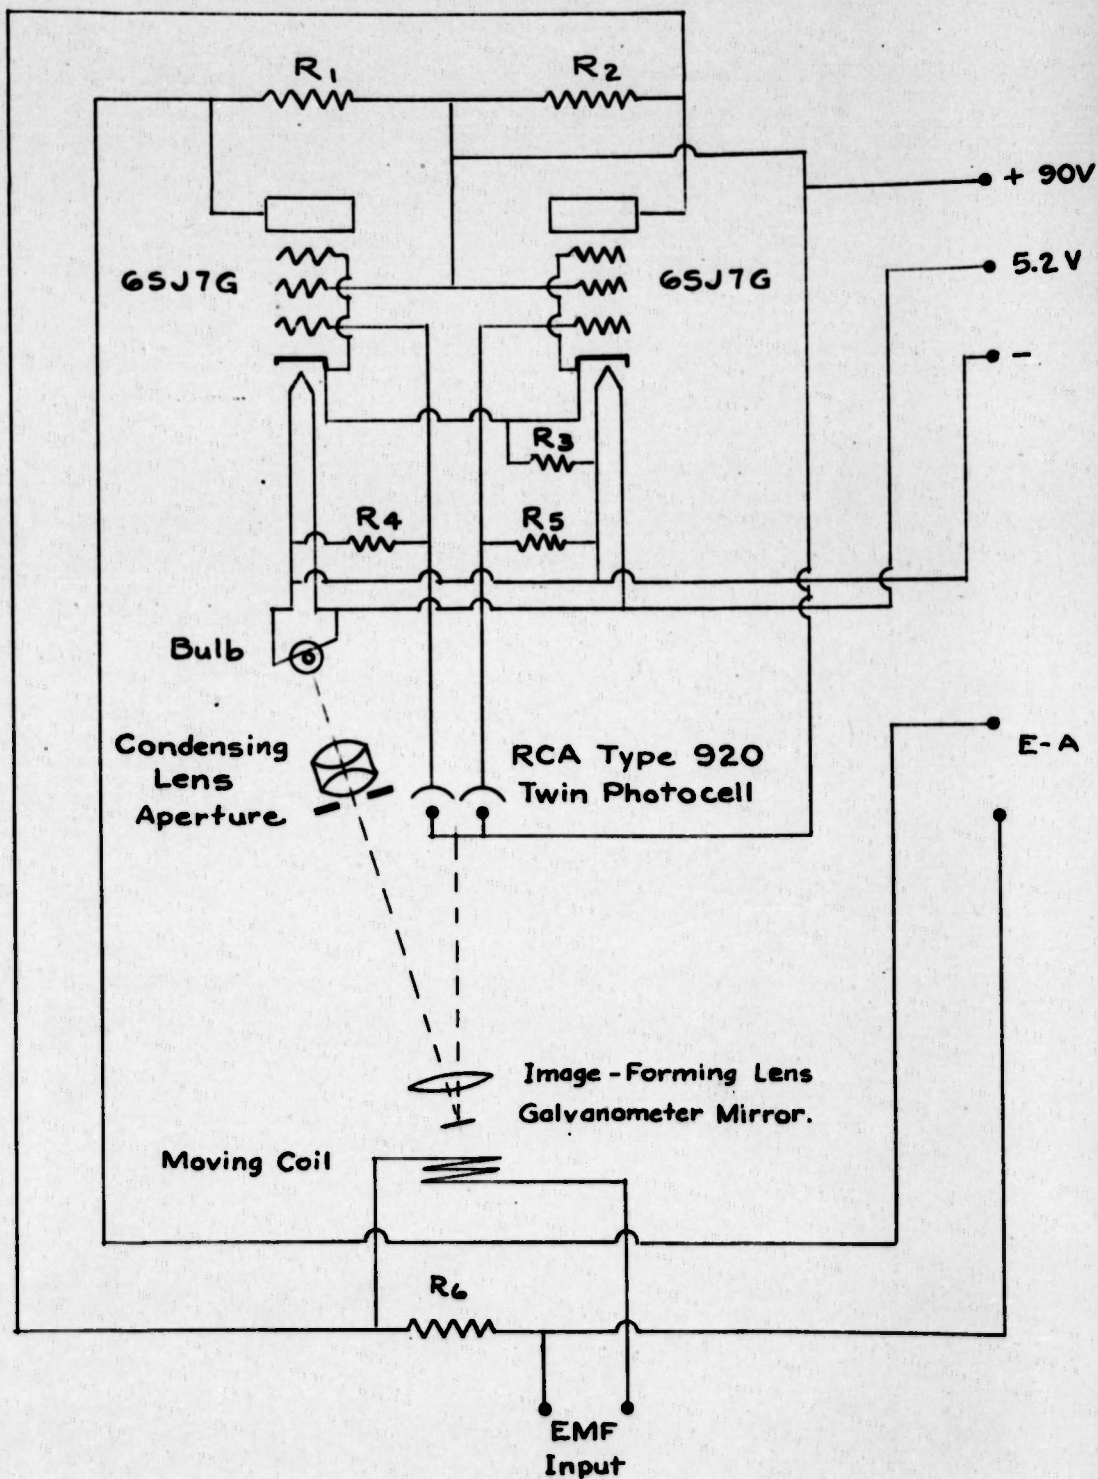 R1
R2
+ 90V
6SJ7G
6SJ7G
5.2 V
-
R3
R4
R5
Bulb
Condensing
Lens
Aperture
RCA Type 920
Twin Photocell
E-A
Image-Forming Lens
Galvanometer Mirror.
Moving Coil
R6
EMF
Input